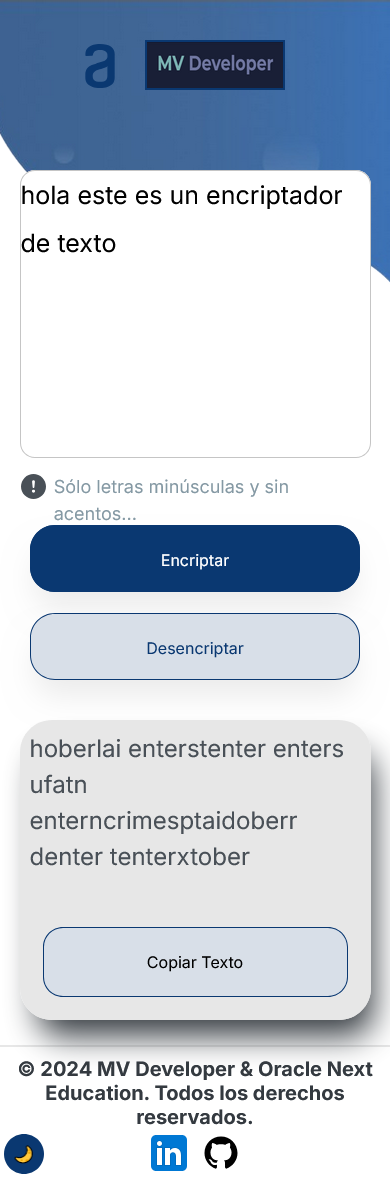 a
MV Developer
hola este es un encriptador
de texto
Sólo letras minúsculas y sin
acentos...
Encriptar
Desencriptar
hoberlai enterstenter enters
ufatn
enterncrimesptaidoberr
denter tenterxtober
Copiar Texto
© 2024 MV Developer & Oracle Next
Education. Todos los derechos
reservados.
in